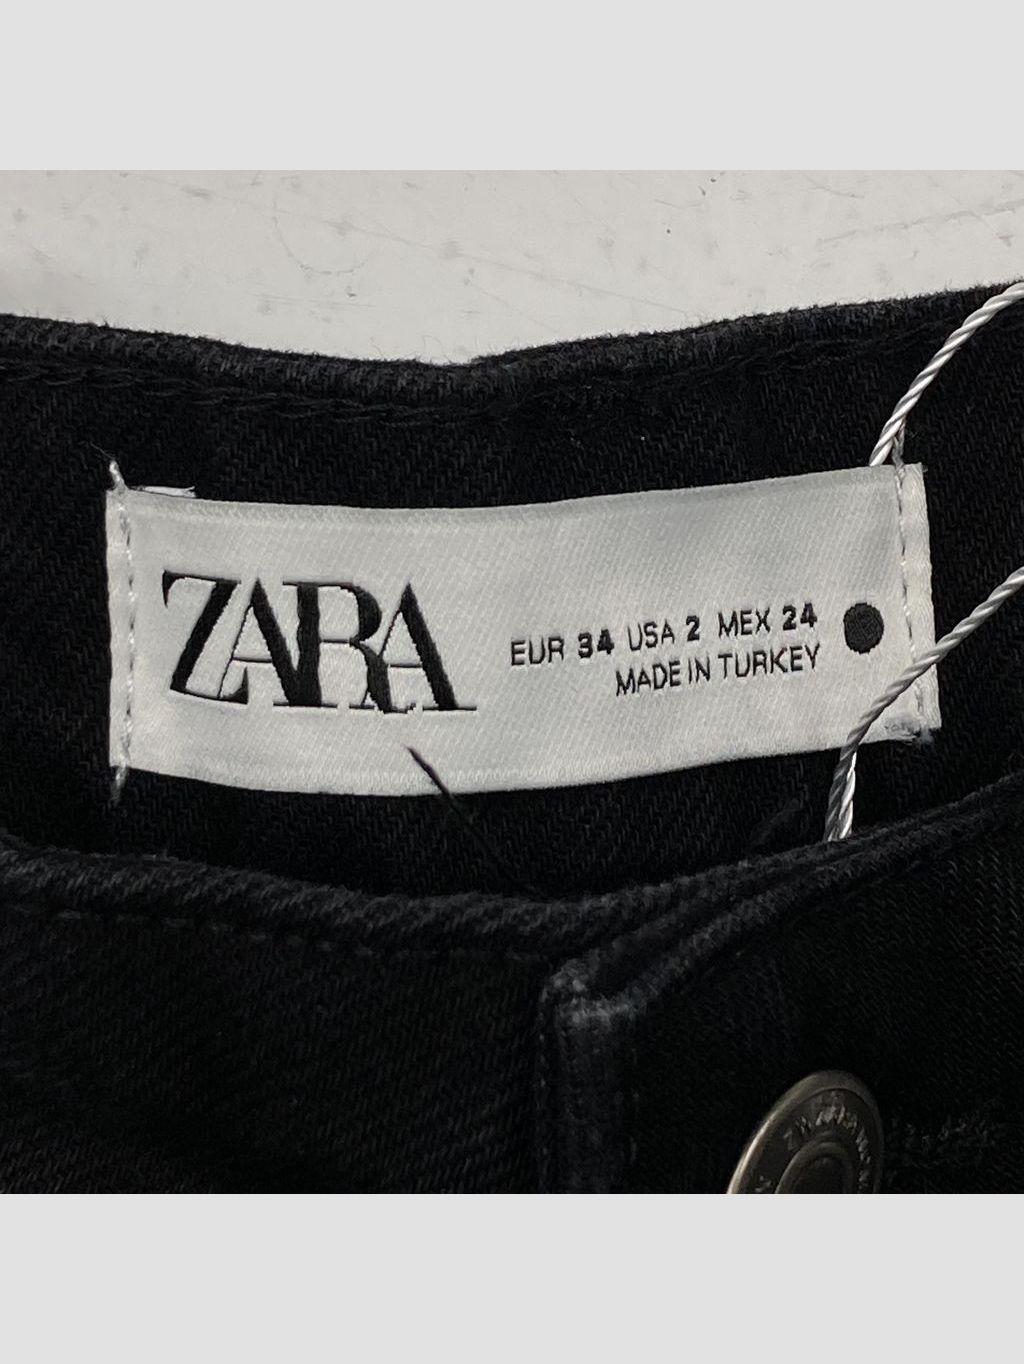 ZARA
EUR 34 USA 2 MEX 24
MADE IN TURKEY